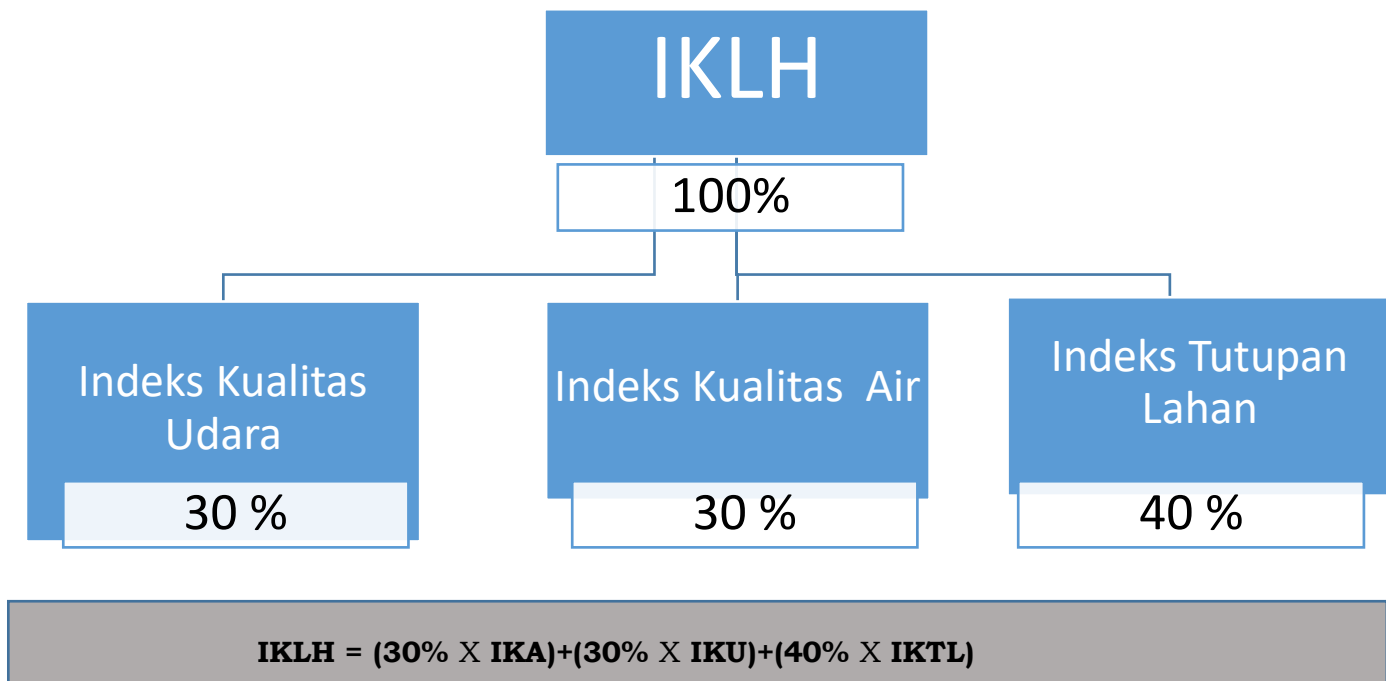 IKLH
100%
Indeks Kualitas
Udara
30 %
Indeks Kualitas Air
30 %
Indeks Tutupan
Lahan
40 %
IKLH = (30% X IKA)+(30% X IKU)+(40% X IKTL)